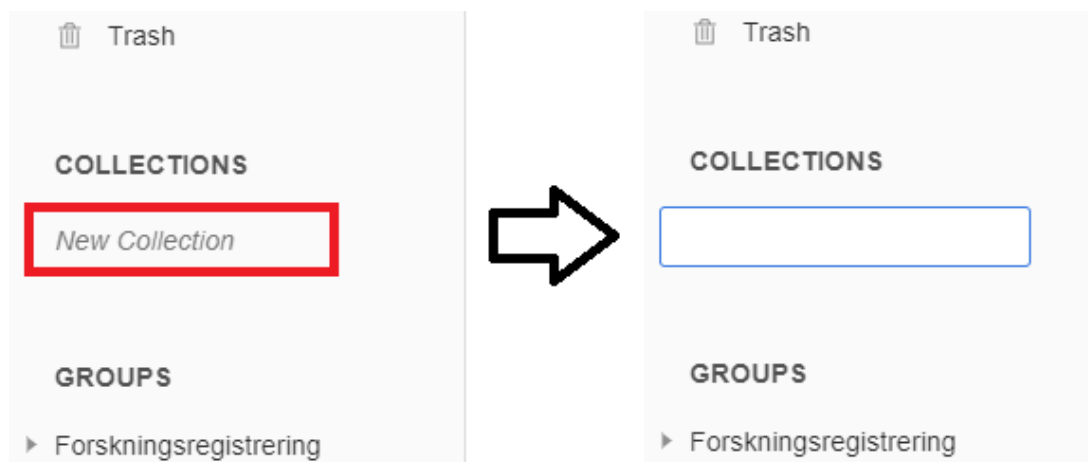 Trash
COLLECTIONS
New Collection
GROUPS
Forskningsregistrering
Trash
COLLECTIONS
GROUPS
Forskningsregistrering